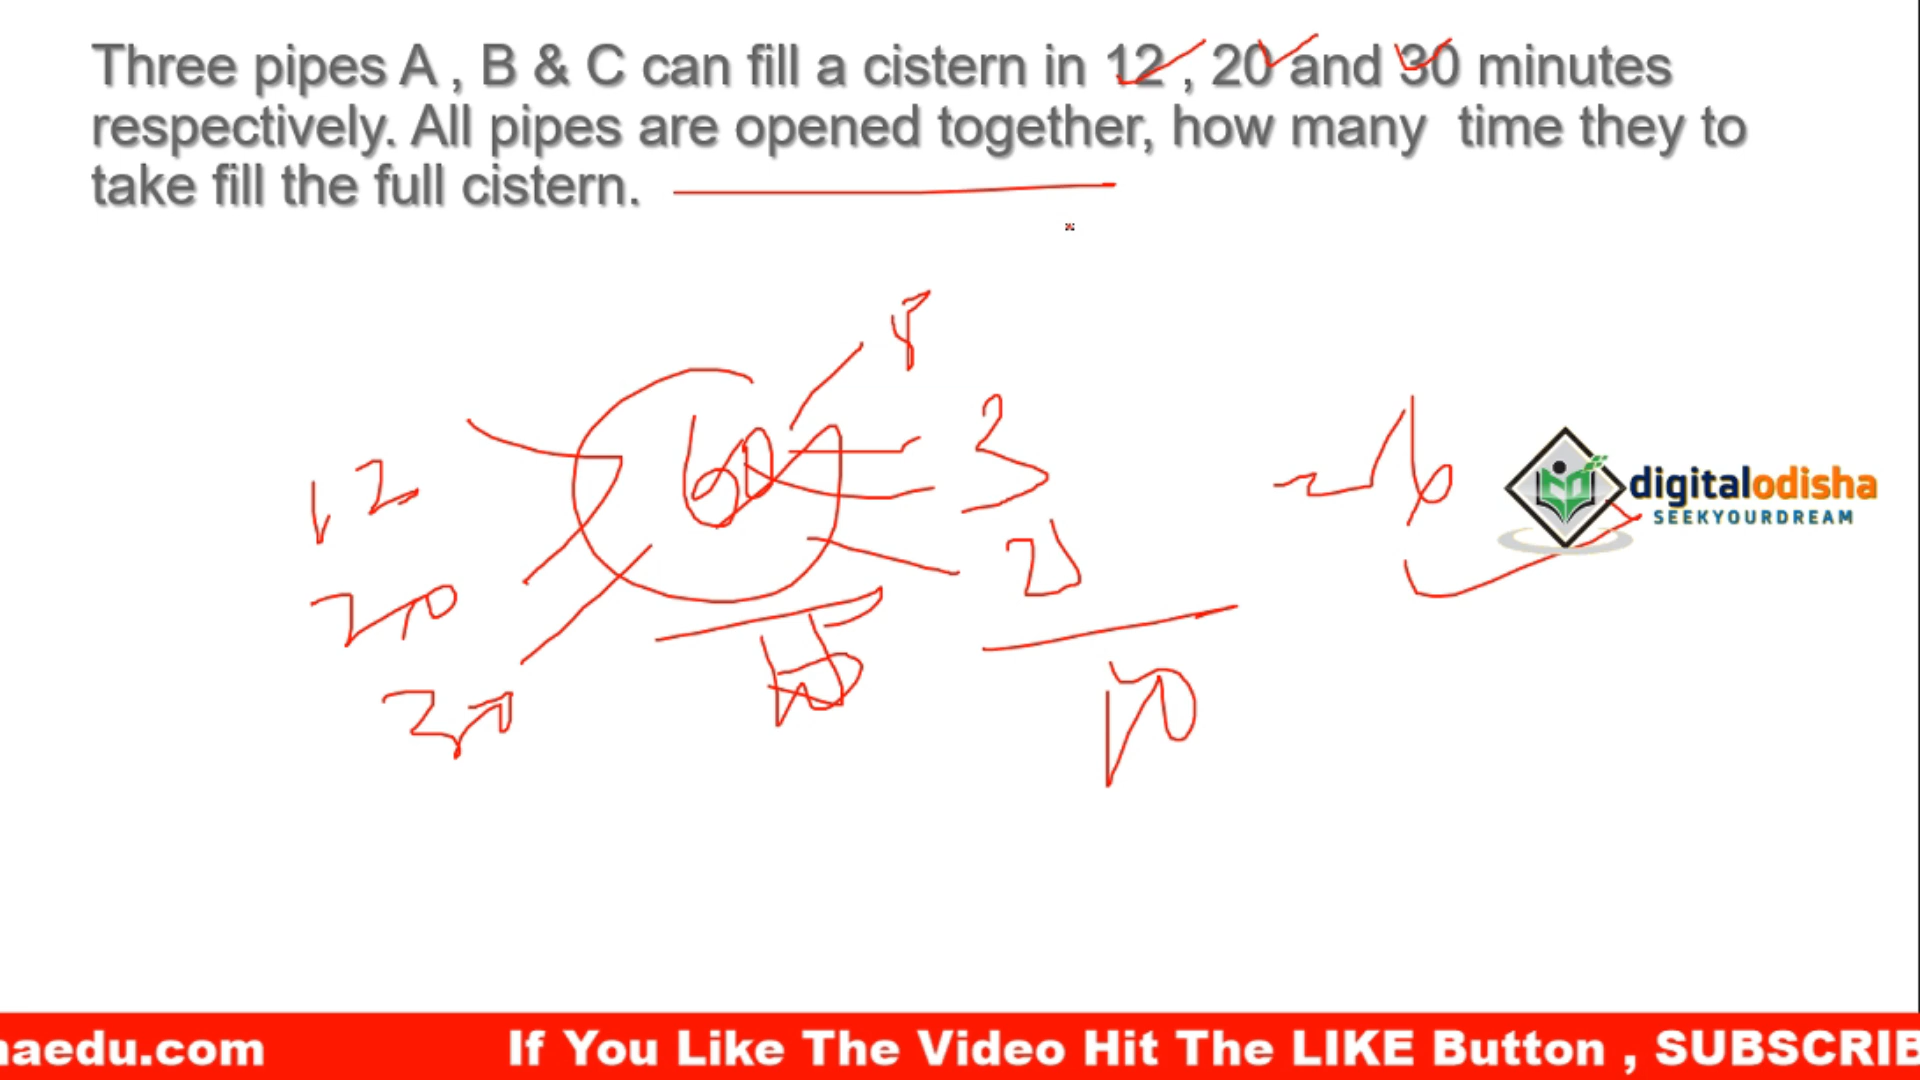 Three pipes A , B & C can fill a cistern in 12 , 20 and 30 minutes
respectively. All pipes are opened together, how many time they to
take fill the full cistern.
60
3
12
20
30
2
10
10
6
digitalodisha
SEEKYOURDREAM
naedu.com If You Like The Video Hit The LIKE Button , SUBSCRIB